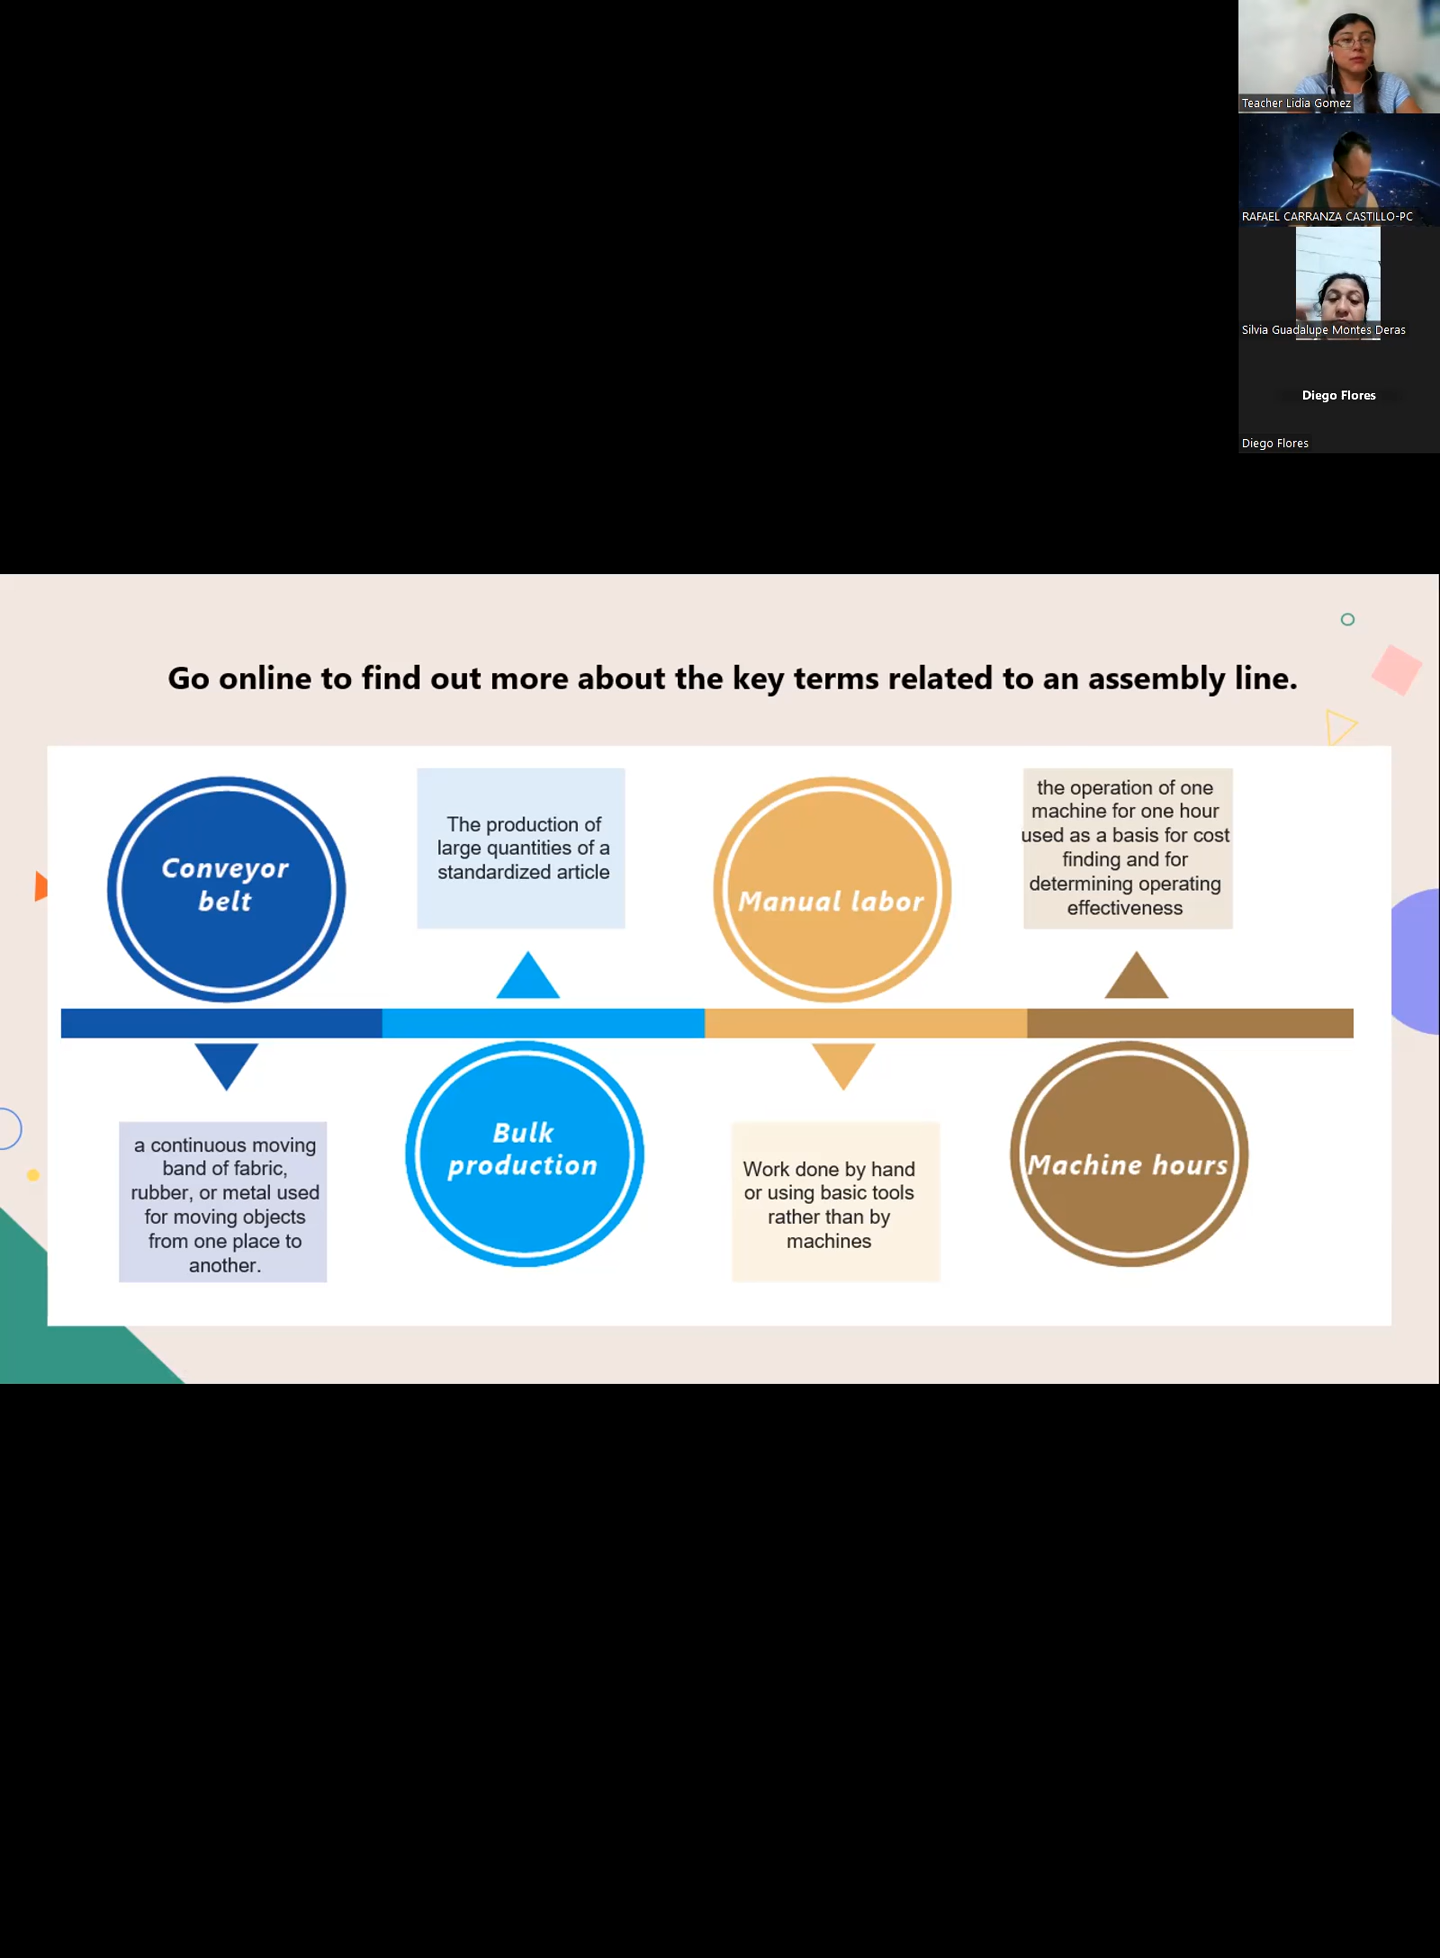 Teacher Lidia Gomez
RAFAEL CARRANZA CASTILLO-PC
Silvia Guadalupe Montes Deras
Diego Flores
Diego Flores
Go online to find out more about the key terms related to an assembly line.
Conveyor
belt
a continuous moving
band of fabric,
rubber, or metal used
for moving objects
from one place to
another.
The production of
large quantities of a
standardized article
Bulk
production
Manual labor
Work done by hand
or using basic tools
rather than by
machines
the operation of one
machine for one hour
used as a basis for cost
finding and for
determining operating
effectiveness
Machine hours